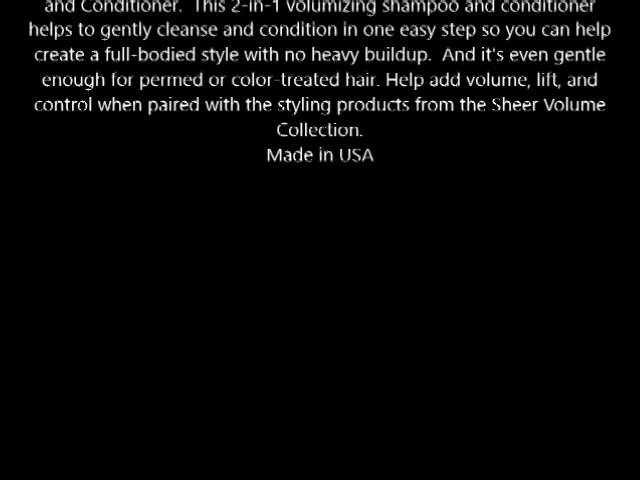 and Conditioner.  This 2-in-1 volumizing shampoo and conditioner
helps to gently cleanse and condition in one easy step so you can help
create a full-bodied style with no heavy buildup.  And it's even gentle
enough for permed or color-treated hair. Help add volume, lift, and
control when paired with the styling products from the Sheer Volume
Collection.
Made in USA